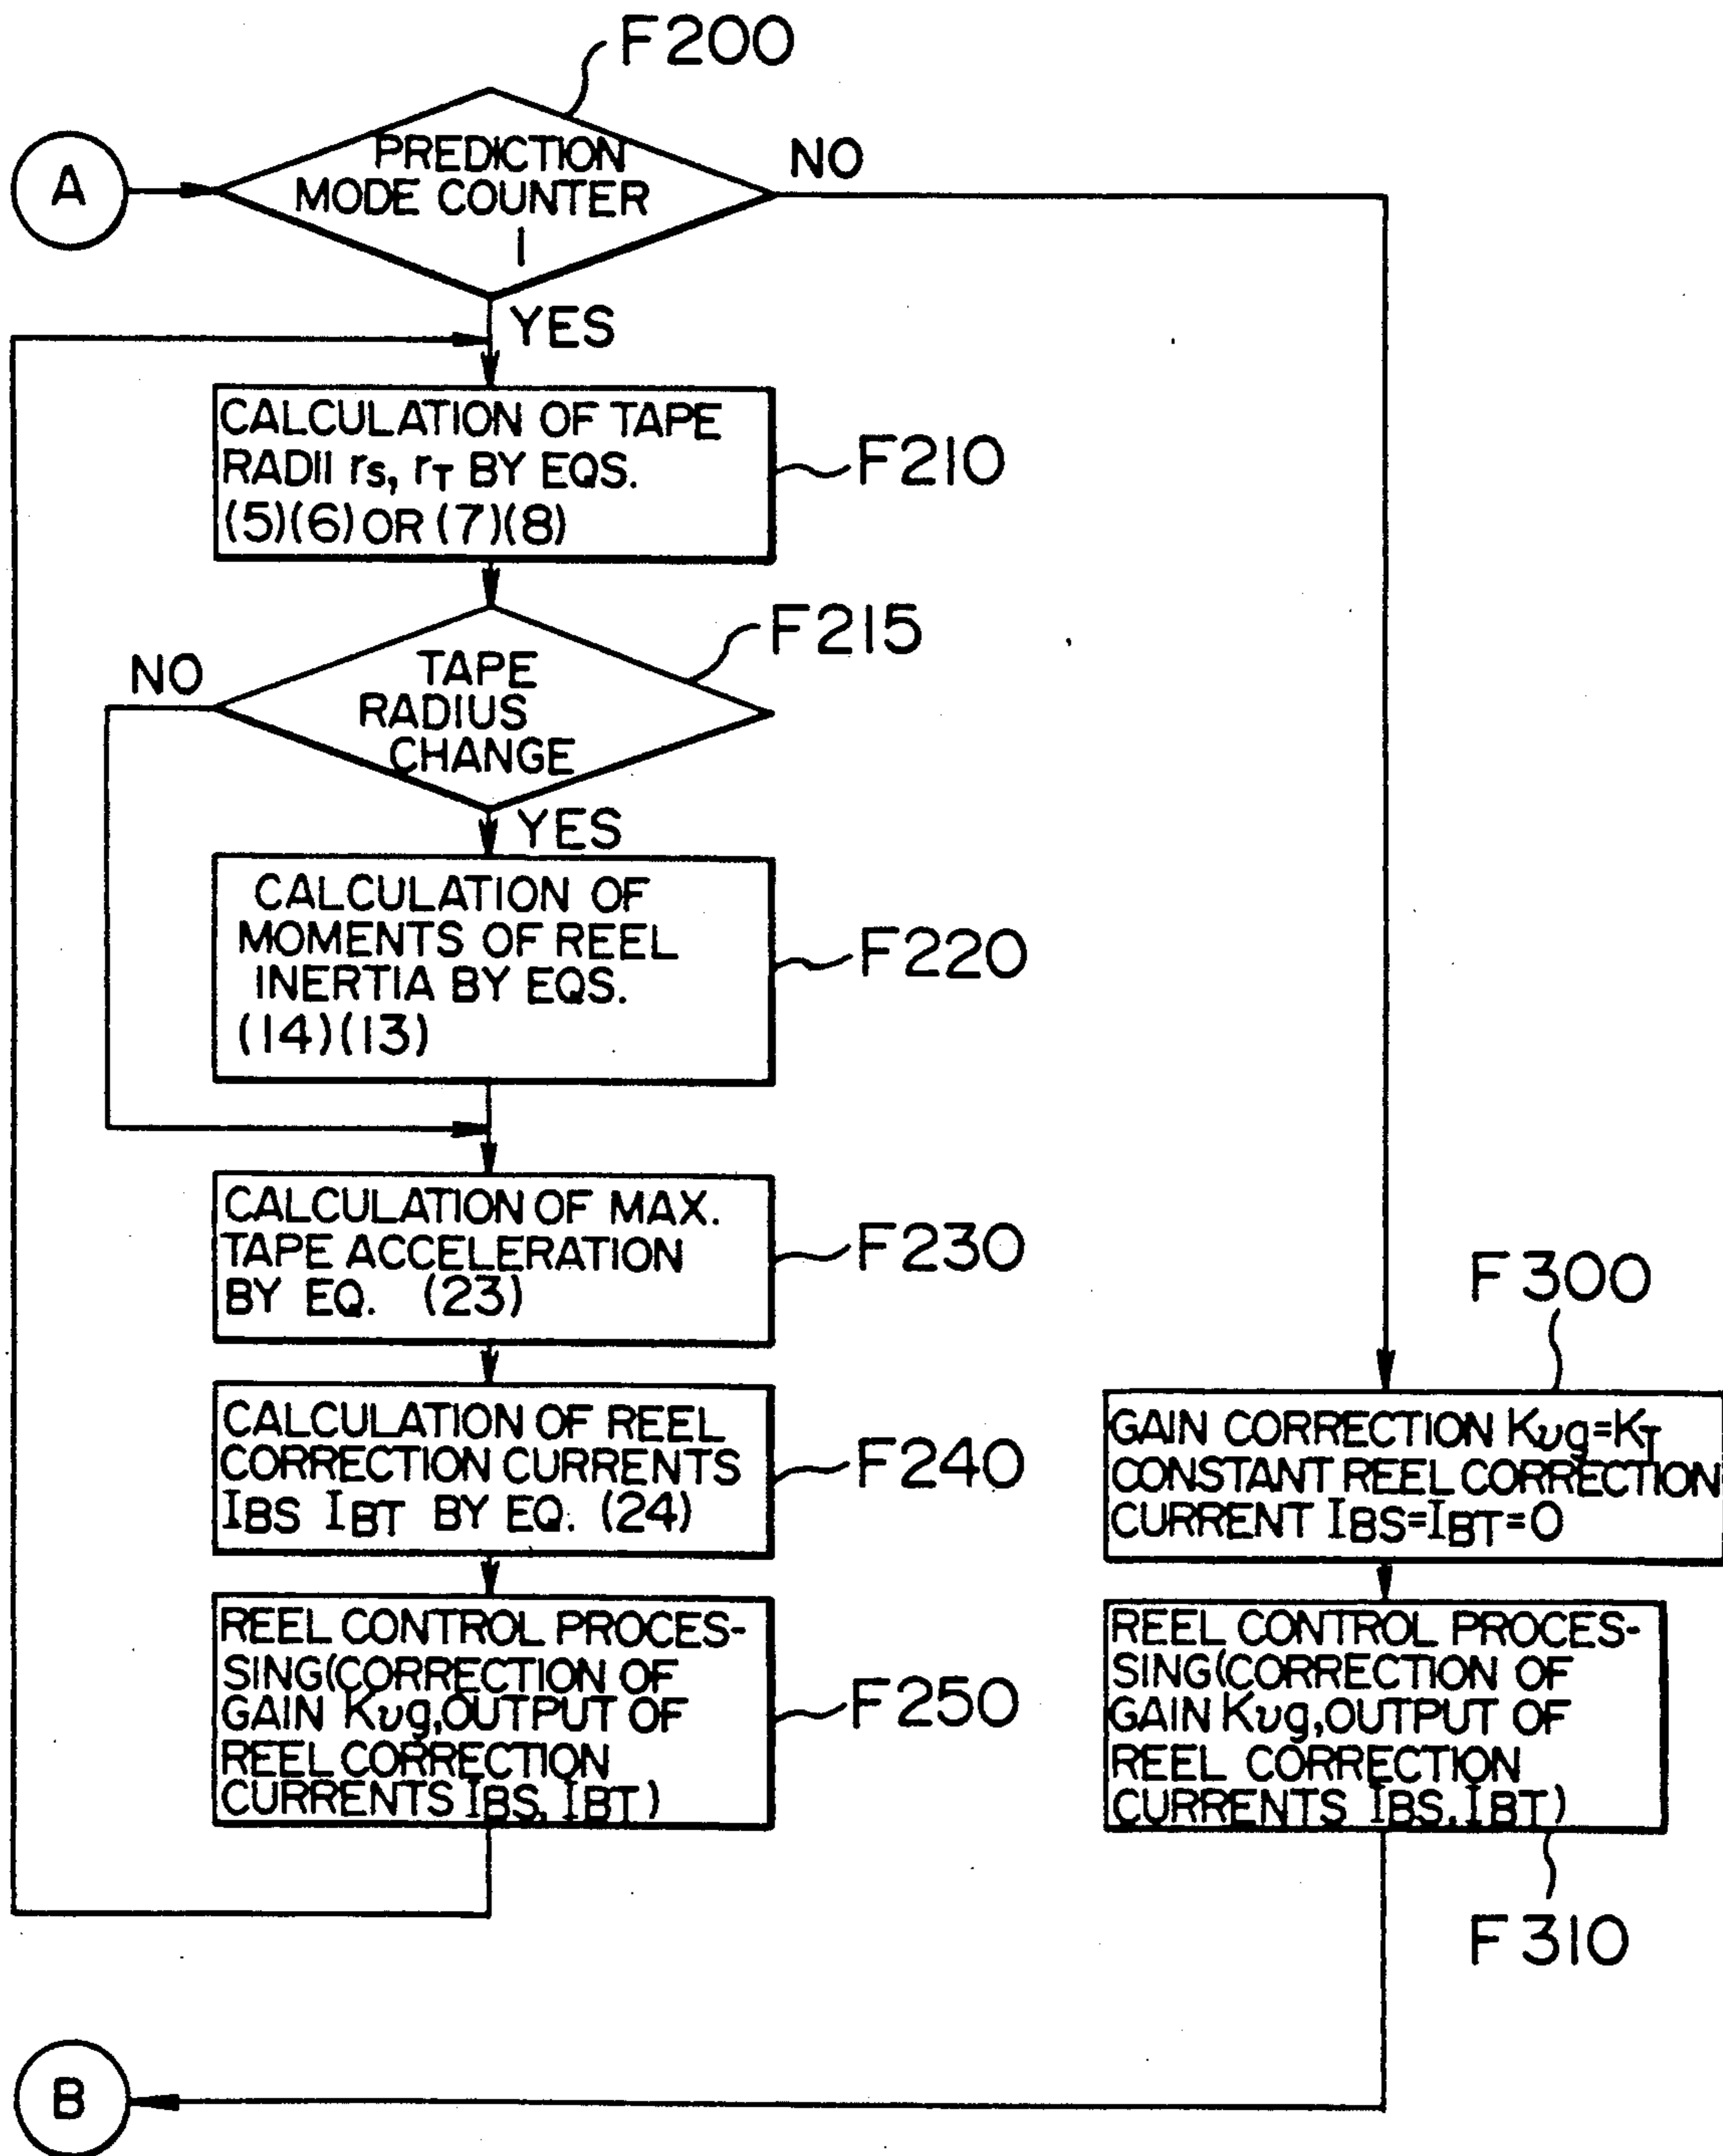 F200
A
PREDICTION
MODE COUNTER
1
NO
YES
CALCULATION OF TAPE
RADII rS, rT BY EQS.
(5)(6) OR (7)(8)
F210
F215
NO
TAPE
RADIUS
CHANGE
YES
CALCULATION OF
MOMENTS OF REEL
INERTIA BY EQS.
(14)(13)
F220
CALCULATION OF MAX.
TAPE ACCELERATION
BY EQ. (23)
F230
CALCULATION OF REEL
CORRECTION CURRENTS
IBS IBT BY EQ. (24)
F240
REEL CONTROL PROCES-
SING(CORRECTION OF
GAIN Kυg,OUTPUT OF
REEL CORRECTION
CURRENTS IBS, IBT)
F250
F300
GAIN CORRECTION Kυg=KT
CONSTANT REEL CORRECTION
CURRENT IBS=IBT=0
REEL CONTROL PROCES-
SING(CORRECTION OF
GAIN Kυg,OUTPUT OF
REEL CORRECTION
CURRENTS IBS,IBT)
F310
B